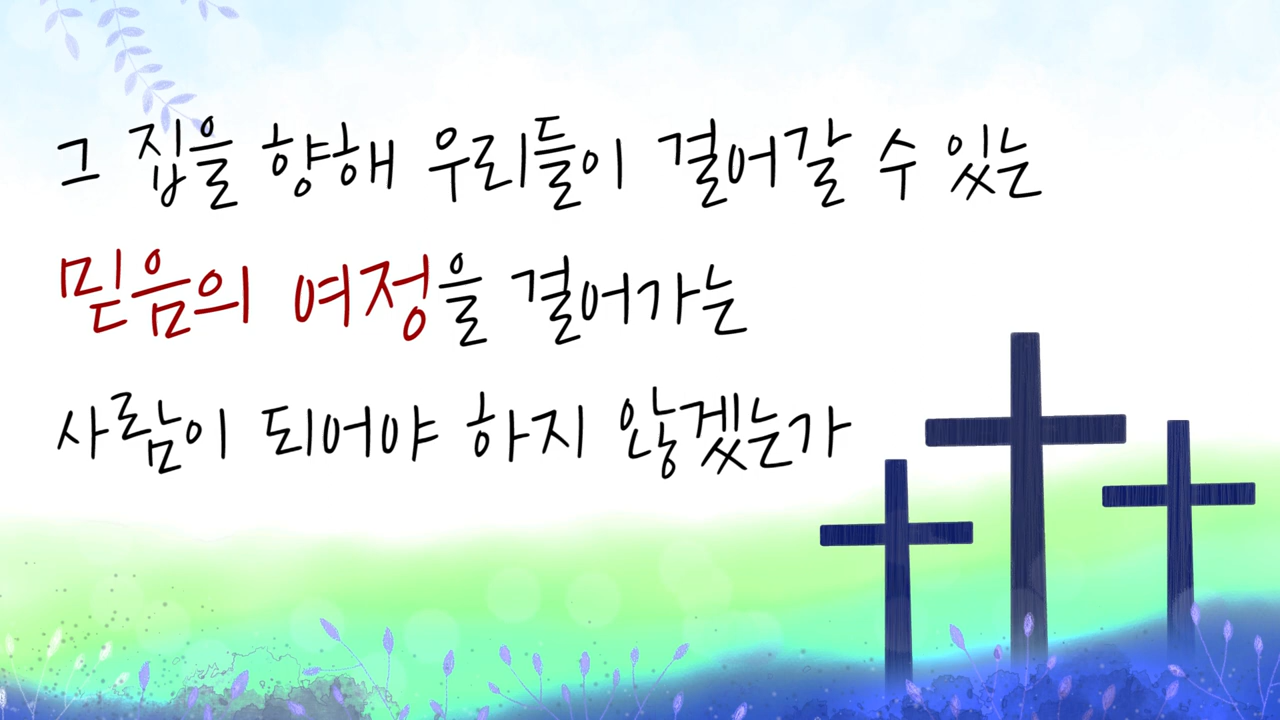 그 집을 향해 우리들이 걸어갈 수 있는
믿음의 여정을 걸어가는
사람이 되어야 하지 않겠는가